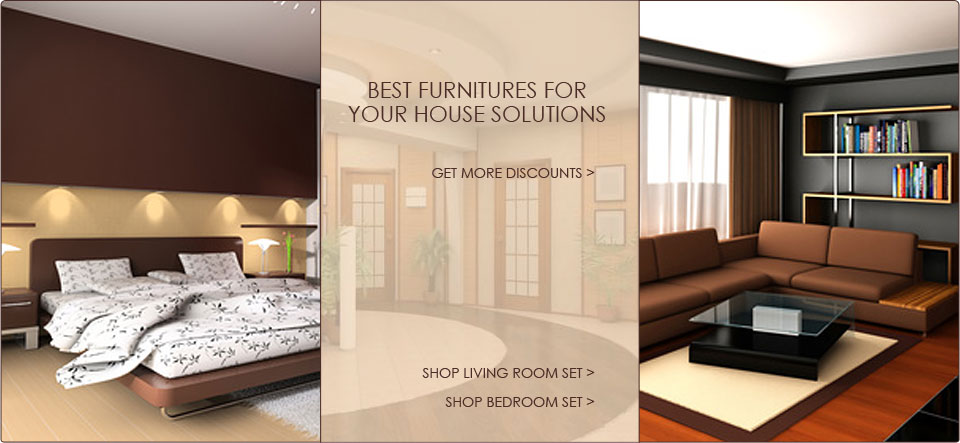 BEST FURNITURES FOR
YOUR HOUSE SOLUTIONS
GET MORE DISCOUNTS >
SHOP LIVING ROOM SET >
SHOP BEDROOM SET >